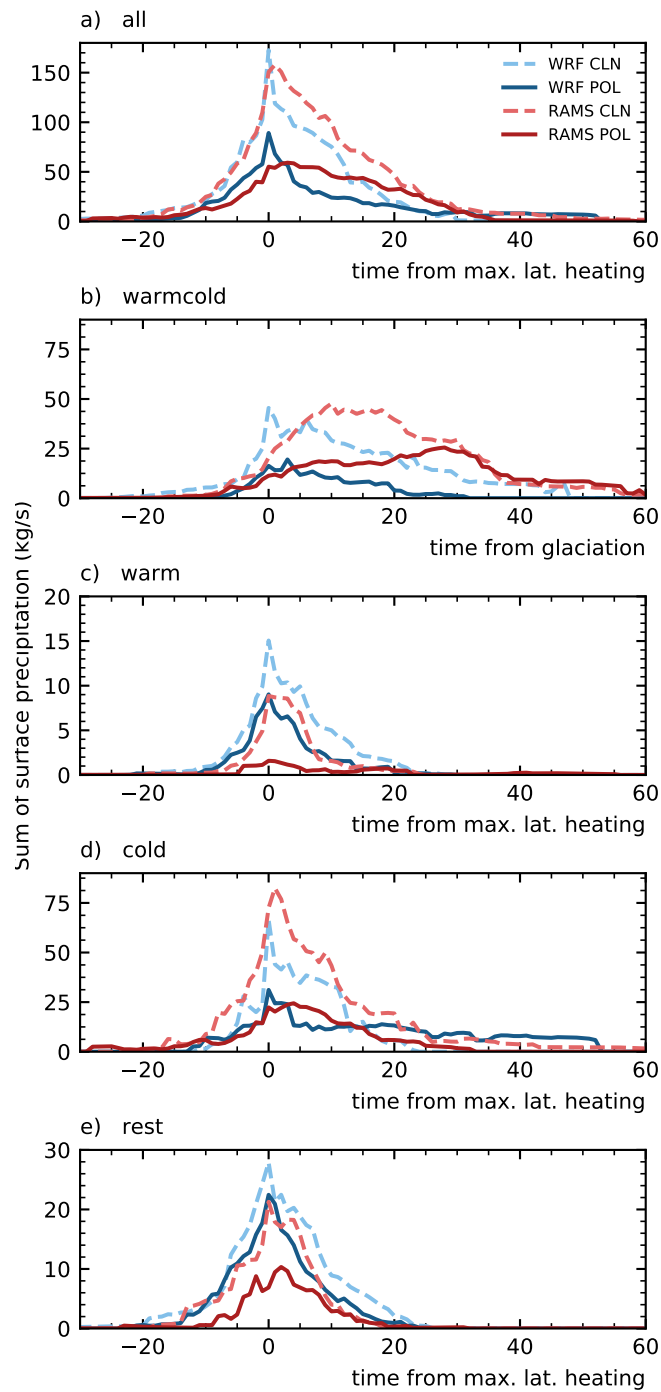 a) all
150
100
50
0
WRF CLN
WRF POL
RAMS CLN
RAMS POL
−20 0 20 40 60
time from max. lat. heating
b) warmcold
75
50
25
0
−20 0 20 40 60
time from glaciation
Sum of surface precipitation (kg/s)
c) warm
20
15
10
5
0
−20 0 20 40 60
time from max. lat. heating
d) cold
75
50
25
0
−20 0 20 40 60
time from max. lat. heating
e) rest
30
20
10
0
−20 0 20 40 60
time from max. lat. heating